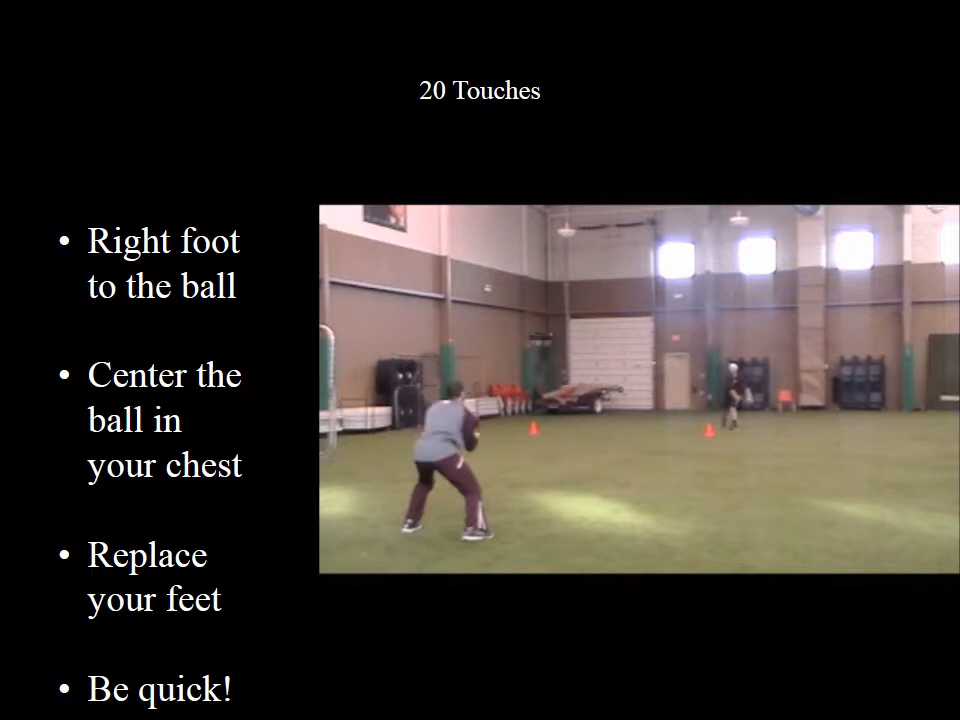 20 Touches
• Right foot
to the ball
• Center the
ball in
your chest
• Replace
your feet
• Be quick!